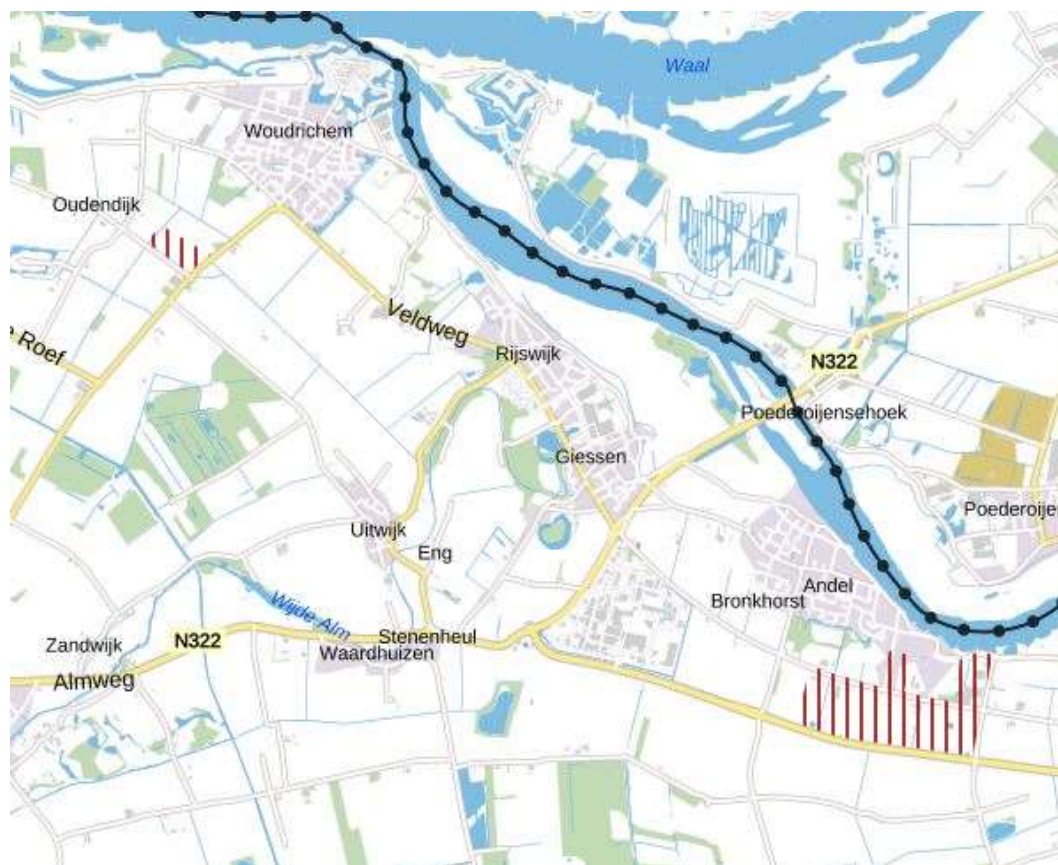 Waal
Woudrichem
Oudendijk
Veldweg
e Roef
Rijswijk
N322
Poederoijensehoek
Giessen
Poederoijen
Uitwijk
Eng
Andel
Bronkhorst
Wijde Alm
Zandwijk
N322
Stenenheul
Waardhuizen
Almweg